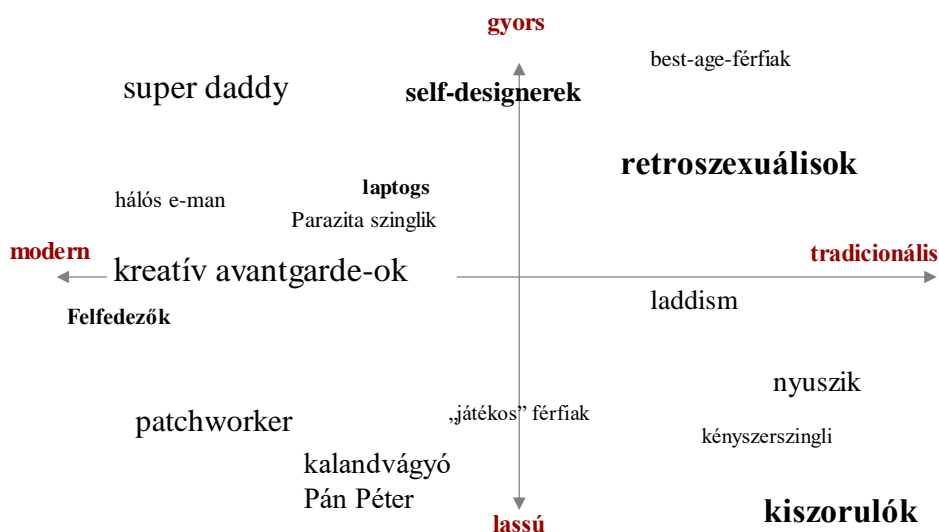 gyors
best-age-férfiak
super daddy
self-designerek
retroszexuálisok
laptogs
hálós e-man
Parazita szinglik
modern
tradicionális
kreatív avantgarde-ok
laddism
Felfedezők
nyuszik
patchworker
„játékos” férfiak
kényszerszingli
kalandvágyó
Pán Péter
kiszorulók
lassú